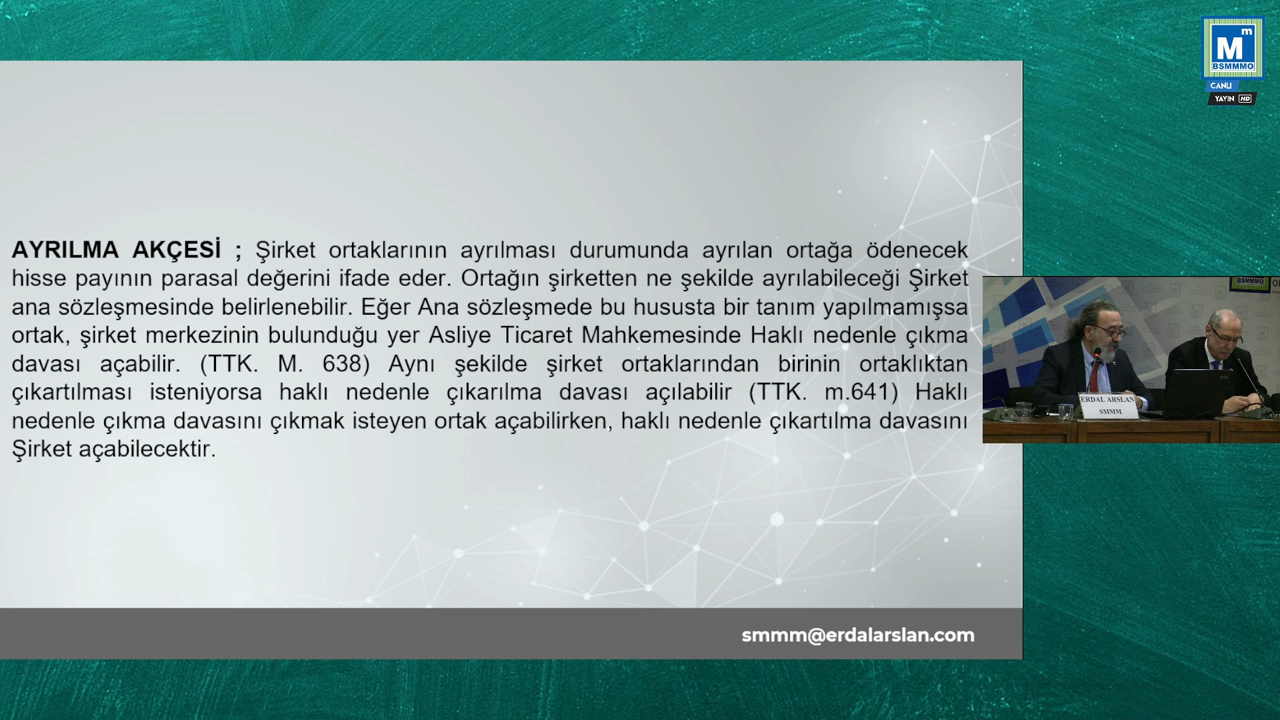 M
m
BSMMMO
CANLI
YAYIN HD
AYRILMA AKÇESİ ; Şirket ortaklarının ayrılması durumunda ayrılan ortağa ödenecek
hisse payının parasal değerini ifade eder. Ortağın şirketten ne şekilde ayrılabileceği Şirket
ana sözleşmesinde belirlenebilir. Eğer Ana sözleşmede bu hususta bir tanım yapılmamışsa
ortak, şirket merkezinin bulunduğu yer Asliye Ticaret Mahkemesinde Haklı nedenle çıkma
davası açabilir. (TTK. M. 638) Aynı şekilde şirket ortaklarından birinin ortaklıktan
çıkartılması isteniyorsa haklı nedenle çıkarılma davası açılabilir (TTK. m.641) Haklı
nedenle çıkma davasını çıkmak isteyen ortak açabilirken, haklı nedenle çıkartılma davasını
Şirket açabilecektir.
BSMMMO
ERDAL ARSLAN
SMMM
smmm@erdalarslan.com